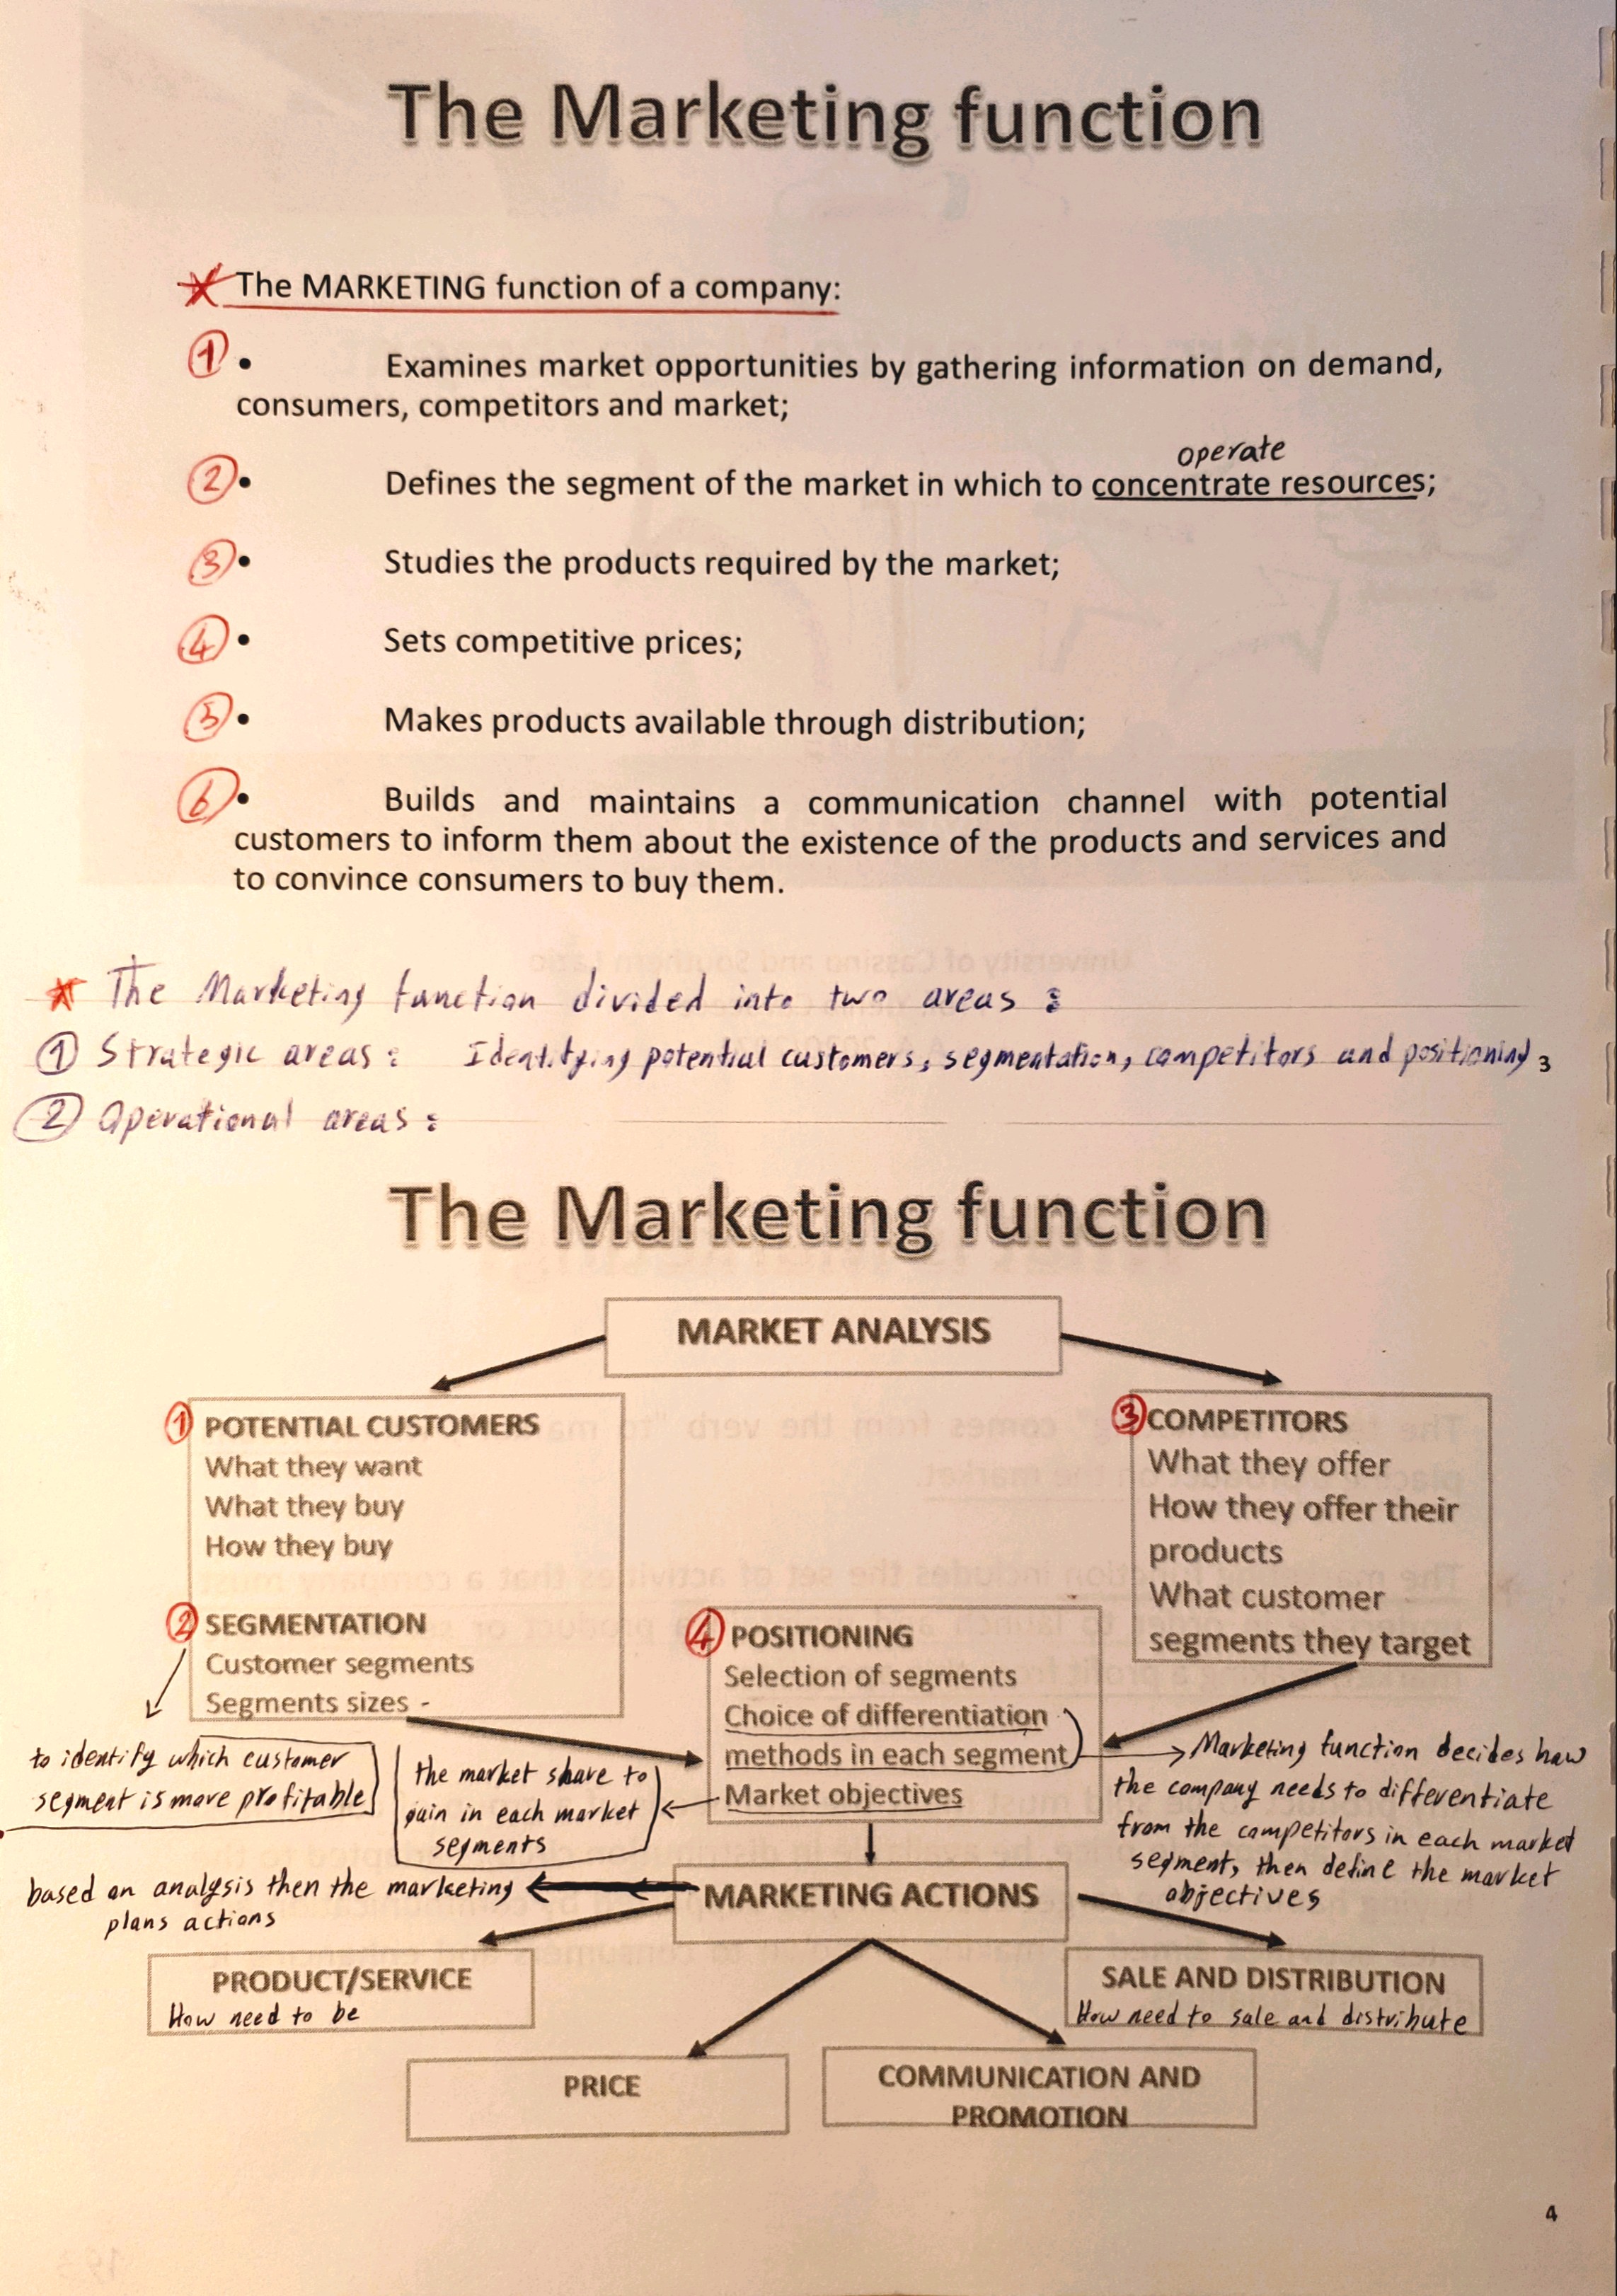 The Marketing function
The MARKETING function of a company:
1 • Examines market opportunities by gathering information on demand,
consumers, competitors and market;
operate
2 • Defines the segment of the market in which to concentrate resources;
3 • Studies the products required by the market;
4 • Sets competitive prices;
5 • Makes products available through distribution;
6 • Builds and maintains a communication channel with potential
customers to inform them about the existence of the products and services and
to convince consumers to buy them.
The Marketing function divided into two areas :
1 Strategic areas : Identifying potential customers, segmentation, competitors and positioning
3
2 Operational areas :
The Marketing function
MARKET ANALYSIS
1 POTENTIAL CUSTOMERS
What they want
What they buy
How they buy
2 SEGMENTATION
Customer segments
Segments sizes -
3 COMPETITORS
What they offer
How they offer their
products
What customer
segments they target
4 POSITIONING
Selection of segments
Choice of differentiation
methods in each segment
Market objectives
to identify which customer
segment is more profitable
the market share to
gain in each market
segments
Marketing function decides how
the company needs to differentiate
from the competitors in each market
segment, then define the market
objectives
based on analysis then the marketing
plans actions
MARKETING ACTIONS
PRODUCT/SERVICE
How need to be
SALE AND DISTRIBUTION
How need to sale and distribute
PRICE
COMMUNICATION AND
PROMOTION
4